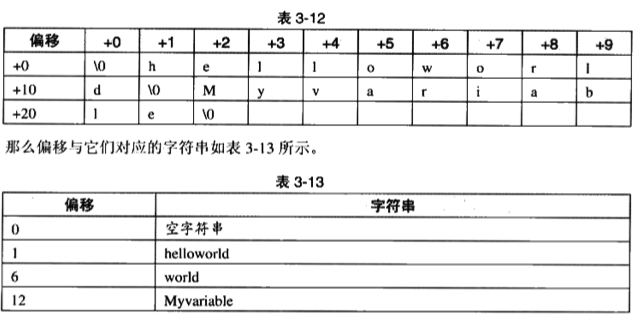 表 3-12
偏移 +0 +1 +2 +3 +4 +5 +6 +7 +8 +9
+0 \0 h e l l o w o r l
+10 d \0 M y v a r i a b
+20 l e \0
那么偏移与它们对应的字符串如表 3-13 所示。
表 3-13
偏移 字符串
0 空字符串
1 helloworld
6 world
12 Myvariable